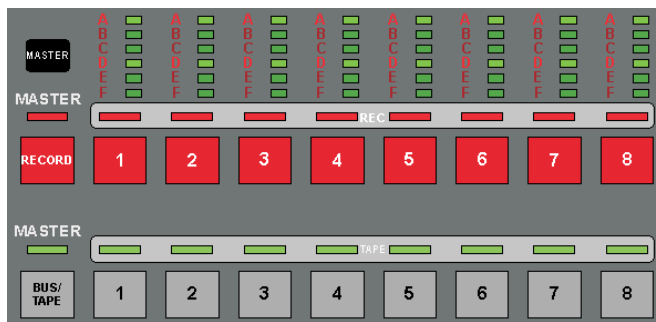 A A A A A A A A
B B B B B B B B
MASTER C C C C C C C C
D D D D D D D D
E E E E E E E E
F F F F F F F F
MASTER
REC
RECORD 1 2 3 4 5 6 7 8
MASTER
TAPE
BUS/
TAPE 1 2 3 4 5 6 7 8